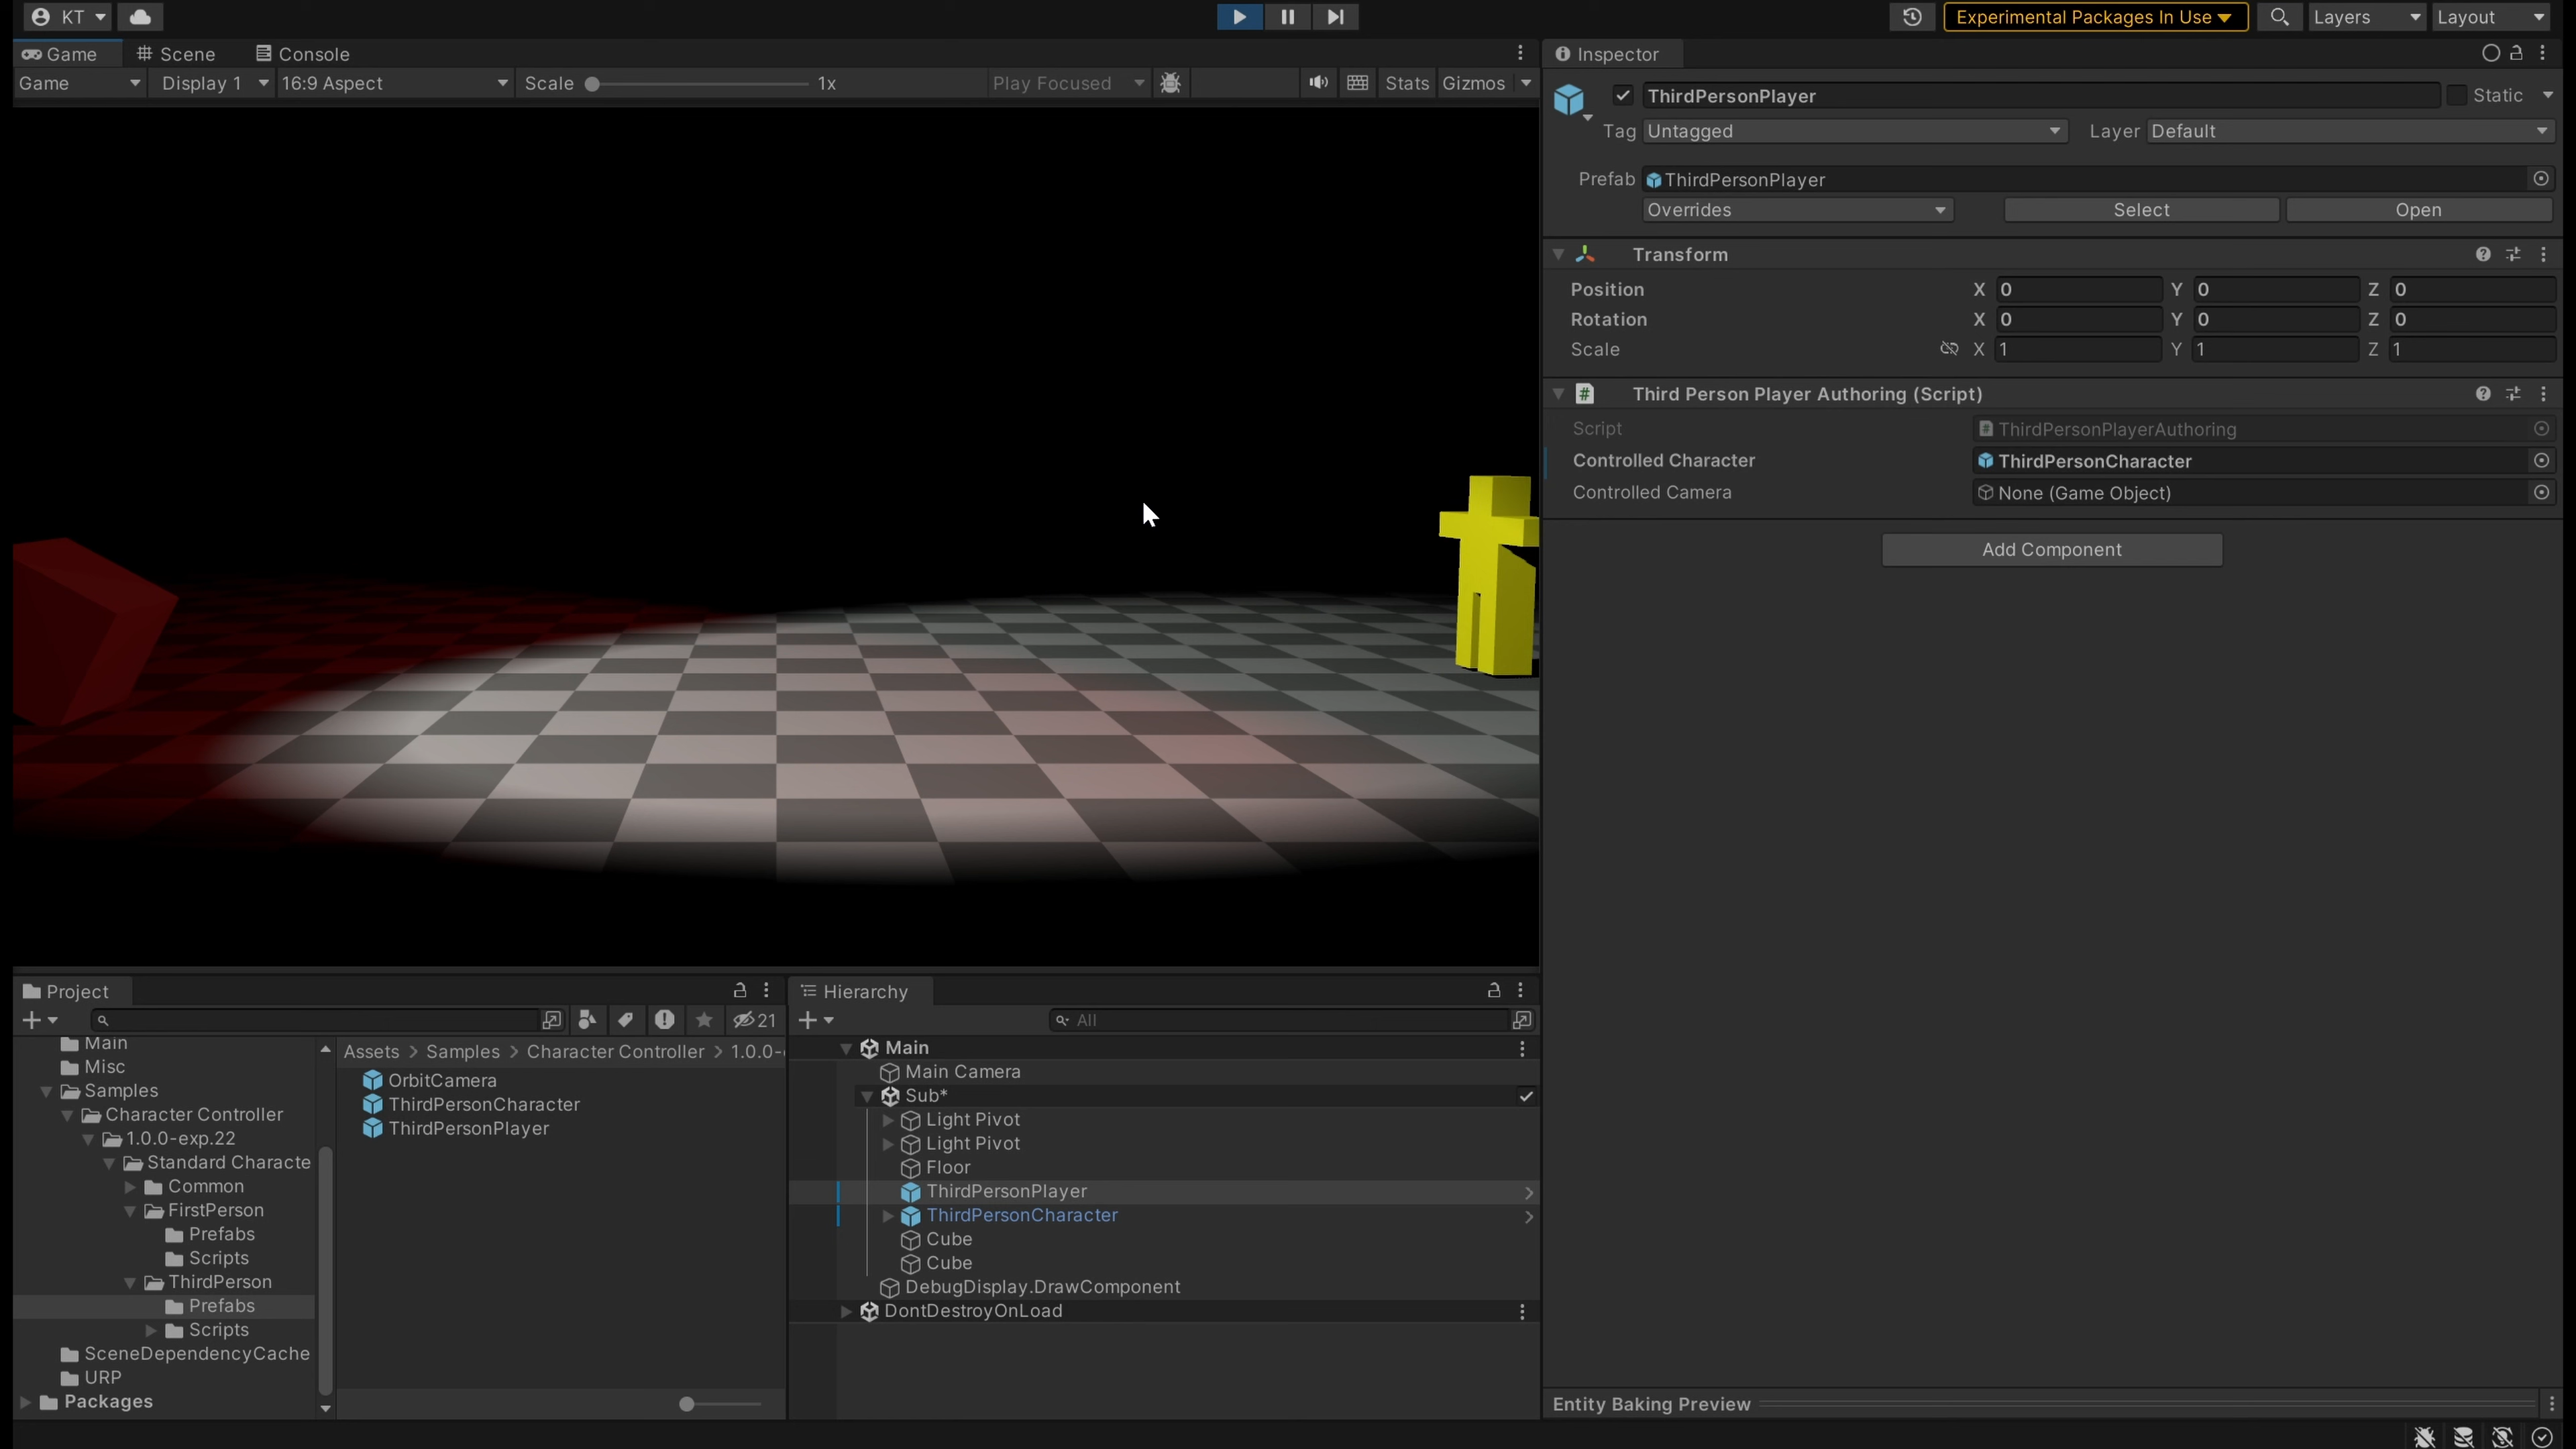 KT
Experimental Packages In Use
Layers
Layout
Game
Scene
Console
Game
Display 1
16:9 Aspect
Scale
1x
Play Focused
Stats
Gizmos
Inspector
ThirdPersonPlayer
Static
Tag Untagged
Layer Default
Prefab ThirdPersonPlayer
Overrides
Select
Open
Transform
Position X 0 Y 0 Z 0
Rotation X 0 Y 0 Z 0
Scale X 1 Y 1 Z 1
# Third Person Player Authoring (Script)
Script ThirdPersonPlayerAuthoring
Controlled Character ThirdPersonCharacter
Controlled Camera None (Game Object)
Add Component
Project
21
Main
Misc
Samples
Character Controller
1.0.0-exp.22
Standard Characte
Common
FirstPerson
Prefabs
Scripts
ThirdPerson
Prefabs
Scripts
SceneDependencyCache
URP
Packages
Assets > Samples > Character Controller > 1.0.0-
OrbitCamera
ThirdPersonCharacter
ThirdPersonPlayer
Hierarchy
All
Main
Main Camera
Sub*
Light Pivot
Light Pivot
Floor
ThirdPersonPlayer
ThirdPersonCharacter
Cube
Cube
DebugDisplay.DrawComponent
DontDestroyOnLoad
Entity Baking Preview